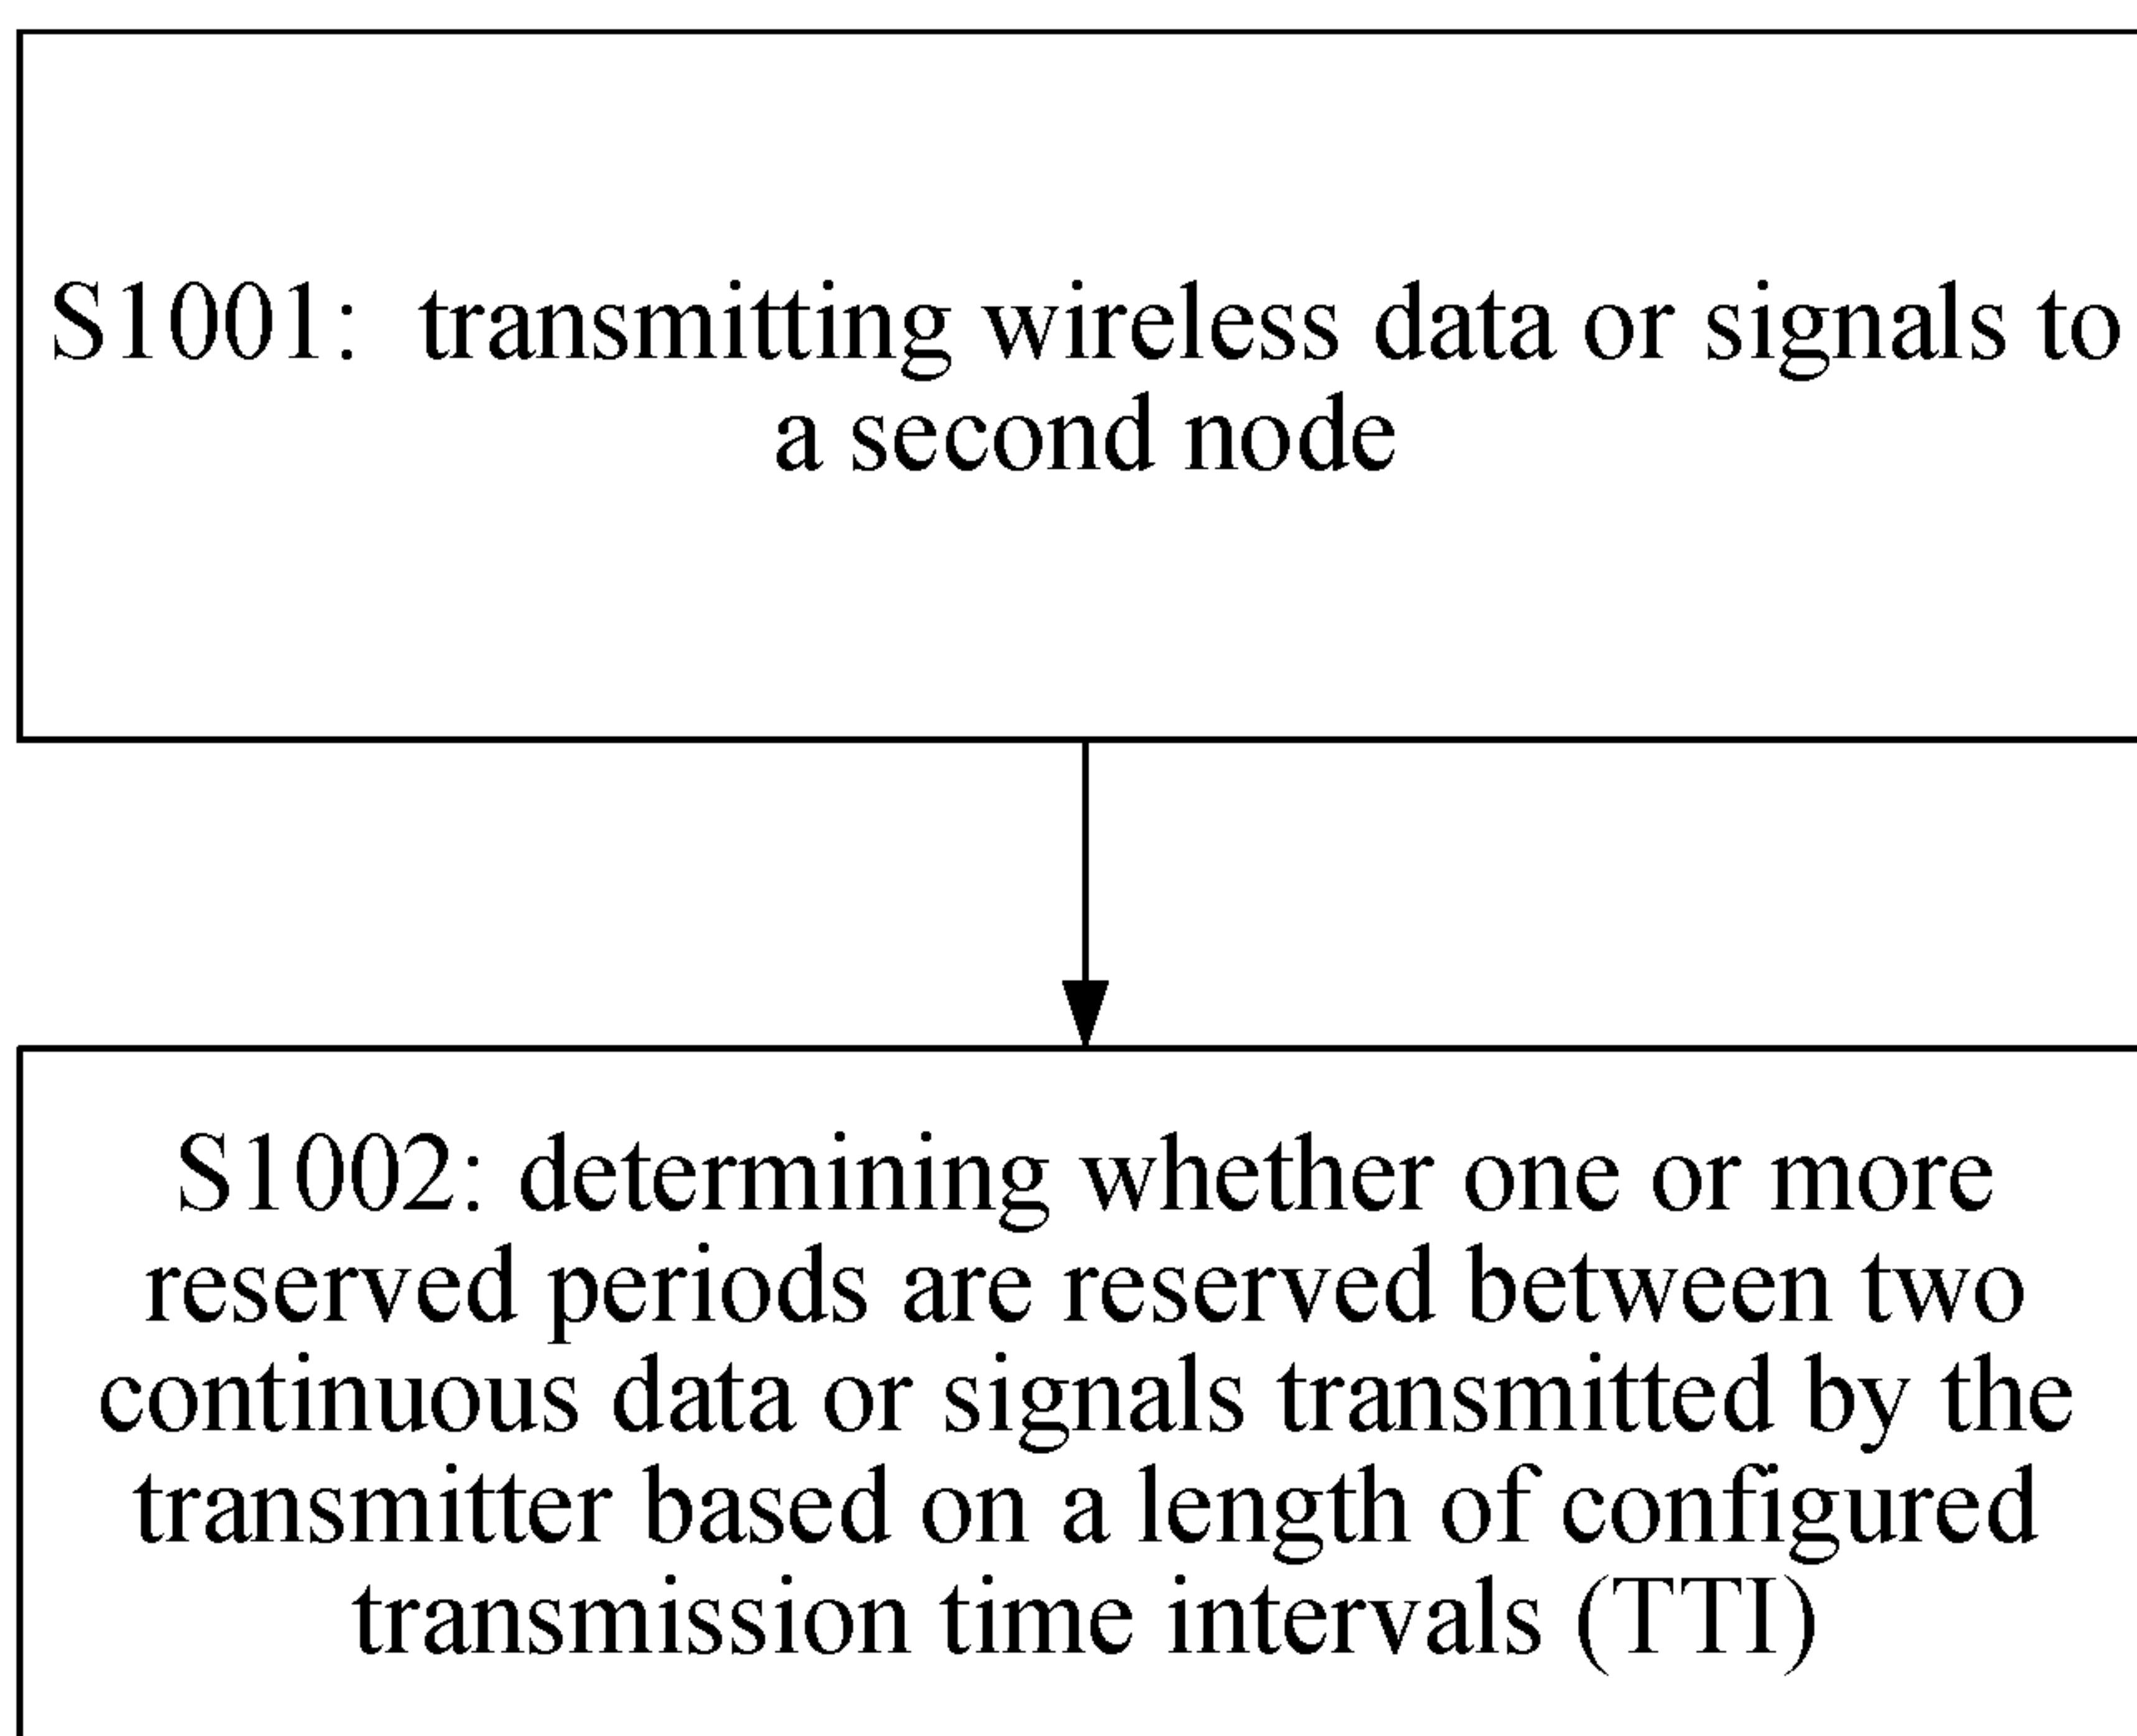 S1001: transmitting wireless data or signals to
a second node
S1002: determining whether one or more
reserved periods are reserved between two
continuous data or signals transmitted by the
transmitter based on a length of configured
transmission time intervals (TTI)